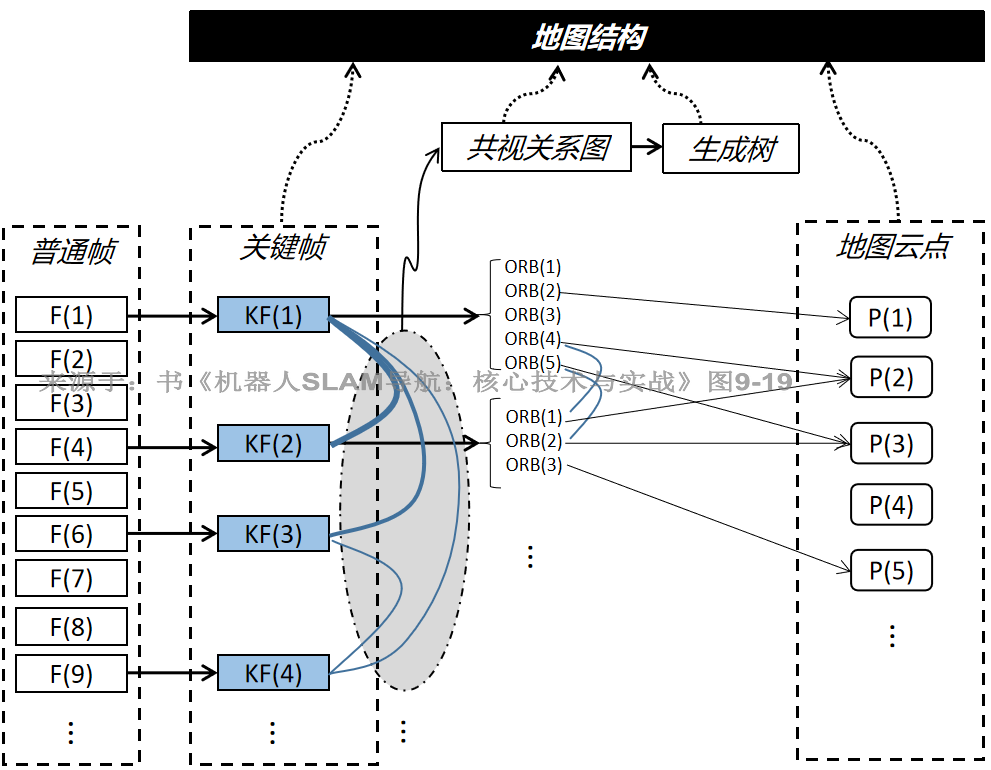 地图结构
共视关系图
生成树
普通帧
关键帧
地图云点
F(1)
F(2)
F(3)
F(4)
F(5)
F(6)
F(7)
F(8)
F(9)
⋮
KF(1)
KF(2)
KF(3)
KF(4)
⋮
⋮
ORB(1)
ORB(2)
ORB(3)
ORB(4)
ORB(5)
ORB(1)
ORB(2)
ORB(3)
⋮
P(1)
P(2)
P(3)
P(4)
P(5)
⋮
来源于：书《机器人SLAM导航：核心技术与实战》图9-19